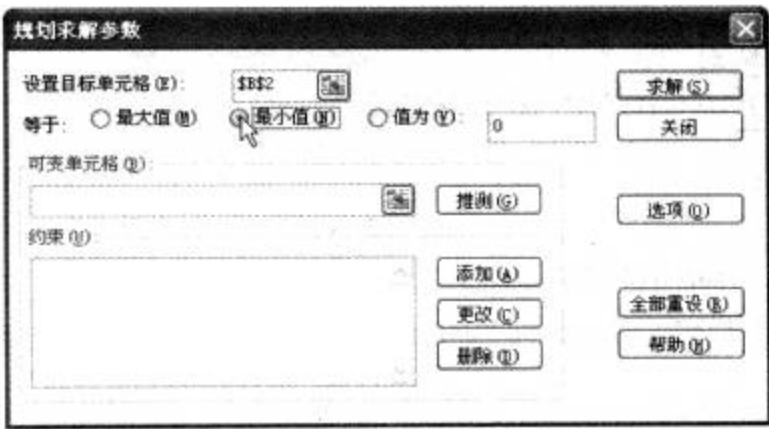 规划求解参数
设置目标单元格(E): $B$2 求解(S)
等于: 最大值(M) 最小值(N) 值为(V): 0 关闭
可变单元格(B):
推测(G) 选项(O)
约束(U)
添加(A)
更改(C) 全部重设(R)
删除(D) 帮助(H)